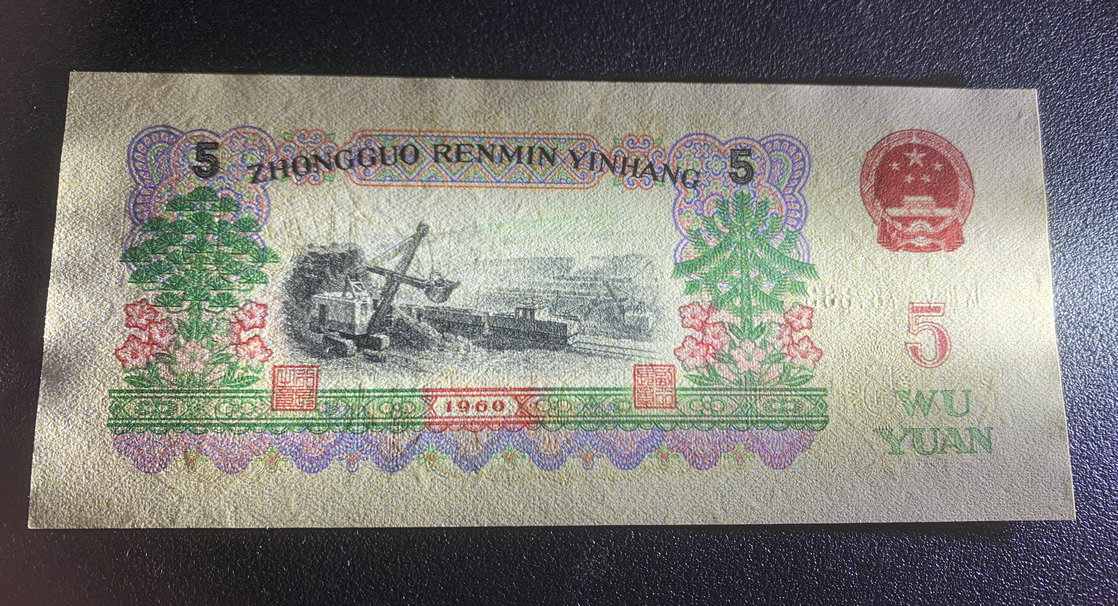 5 ZHONGGUO RENMIN YINHANG 5
5
WU
YUAN
1960